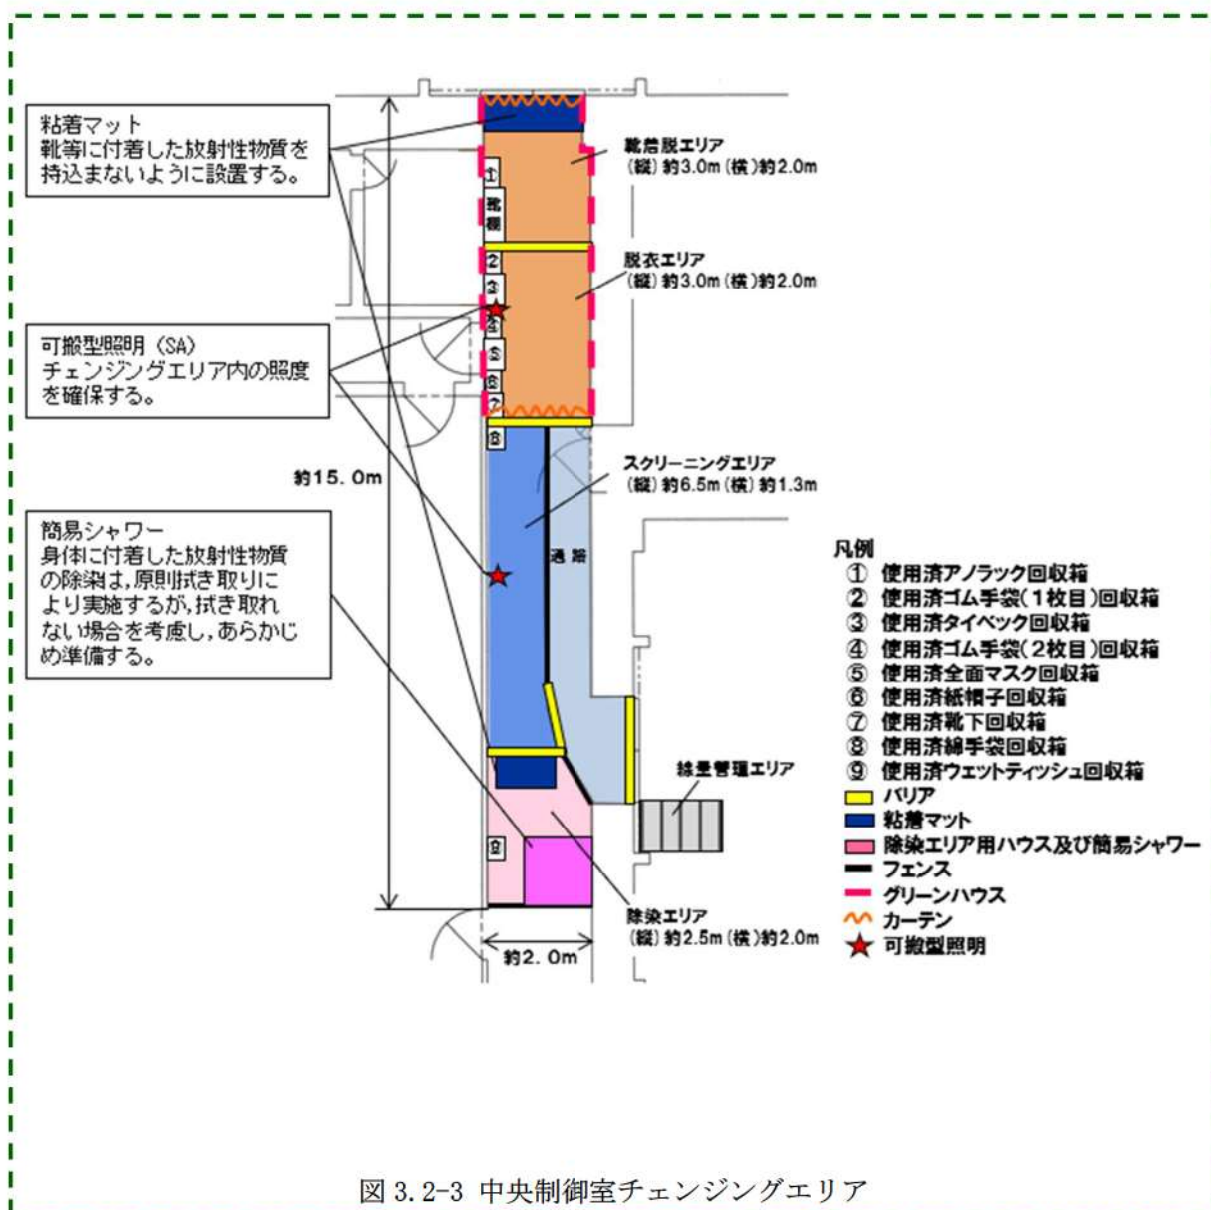 粘着マット
靴等に付着した放射性物質を
持込まないように設置する。
可搬型照明（SA）
チェンジングエリア内の照度
を確保する。
約15.0m
簡易シャワー
身体に付着した放射性物質
の除染は,原則拭き取りに
より実施するが,拭き取れ
ない場合を考慮し,あらかじ
め準備する。
①
靴棚
②
③
④
⑤
⑥
⑦
⑧
⑨
靴着脱エリア
(縦)約3.0m(横)約2.0m
脱衣エリア
(縦)約3.0m(横)約2.0m
スクリーニングエリア
(縦)約6.5m(横)約1.3m
通路
線量管理エリア
除染エリア
(縦)約2.5m(横)約2.0m
約2.0m
凡例
① 使用済アノラック回収箱
② 使用済ゴム手袋(1枚目)回収箱
③ 使用済タイベック回収箱
④ 使用済ゴム手袋(2枚目)回収箱
⑤ 使用済全面マスク回収箱
⑥ 使用済紙帽子回収箱
⑦ 使用済靴下回収箱
⑧ 使用済綿手袋回収箱
⑨ 使用済ウェットティッシュ回収箱
バリア
粘着マット
除染エリア用ハウス及び簡易シャワー
フェンス
グリーンハウス
カーテン
可搬型照明
図 3.2-3 中央制御室チェンジングエリア